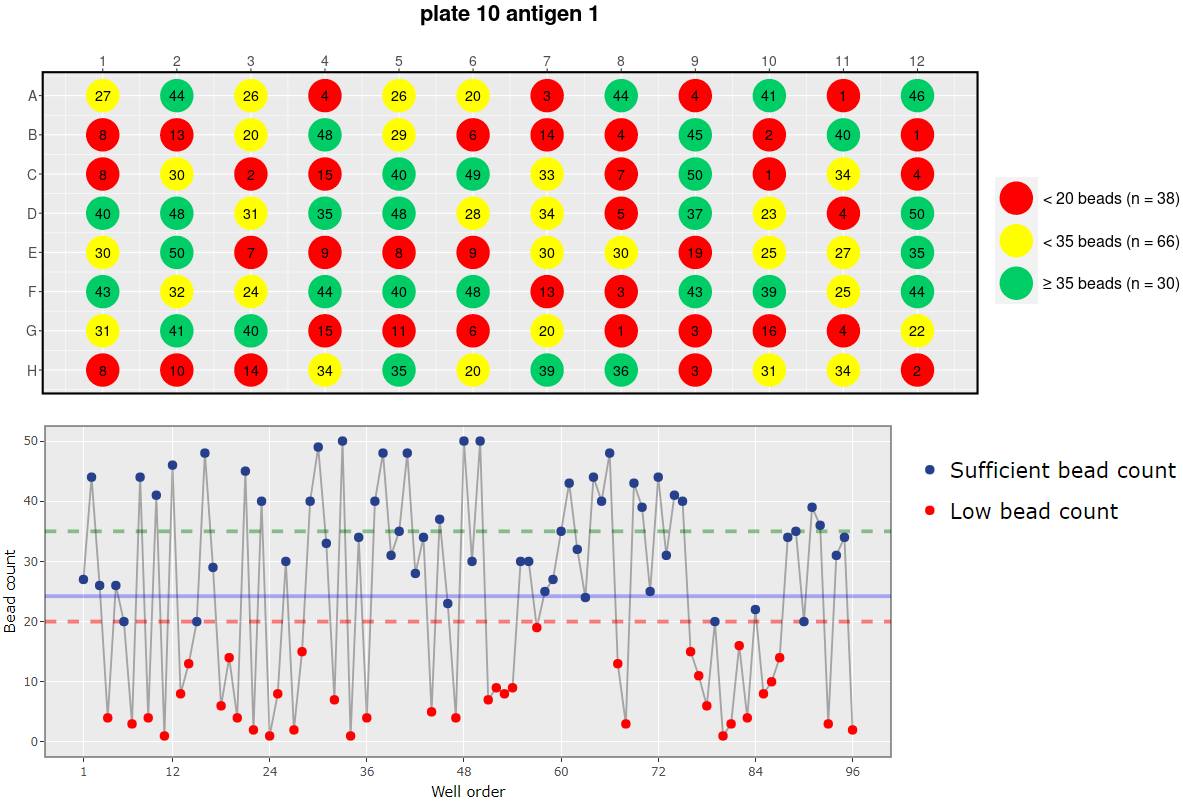 plate 10 antigen 1
1 2 3 4 5 6 7 8 9 10 11 12
A 27 44 26 4 26 20 3 44 4 41 1 46
B 8 13 20 48 29 6 14 4 45 2 40 1
C 8 30 2 15 40 49 33 7 50 1 34 4
D 40 48 31 35 48 28 34 5 37 23 4 50
E 30 50 7 9 8 9 30 30 19 25 27 35
F 43 32 24 44 40 48 13 3 43 39 25 44
G 31 41 40 15 11 6 20 1 3 16 4 22
H 8 10 14 34 35 20 39 36 3 31 34 2
< 20 beads (n = 38)
< 35 beads (n = 66)
≥ 35 beads (n = 30)
50
40
30
20
10
0
Bead count
1 12 24 36 48 60 72 84 96
Well order
Sufficient bead count
Low bead count